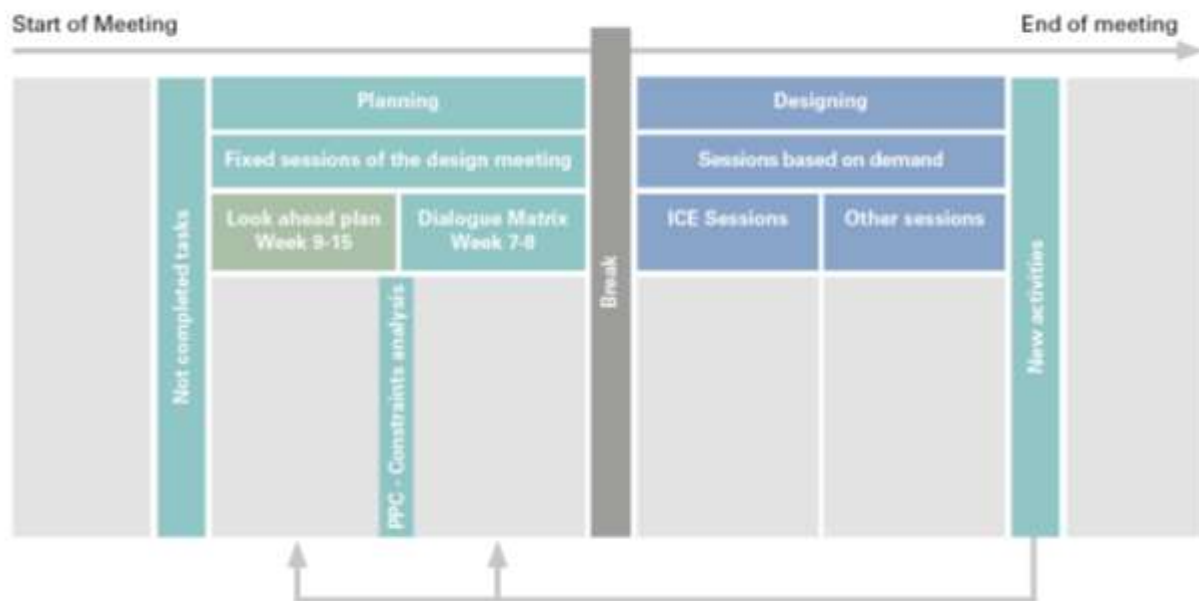 Start of Meeting
End of meeting
Not completed tasks
Planning
Fixed sessions of the design meeting
Look ahead plan
Week 9-15
Dialogue Matrix
Week 7-8
PPC - Constraints analysis
Break
Designing
Sessions based on demand
ICE Sessions
Other sessions
New activities